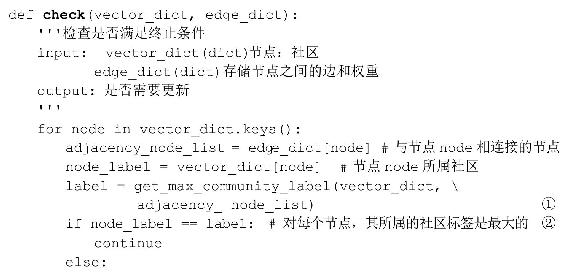 def check(vector_dict, edge_dict):
'''检查是否满足终止条件
input: vector_dict(dict)节点：社区
edge_dict(dict)存储节点之间的边和权重
output: 是否需要更新
'''
for node in vector_dict.keys():
adjacency_node_list = edge_dict[node] # 与节点 node 相连接的节点
node_label = vector_dict[node] # 节点 node 所属社区
label = get_max_community_label(vector_dict, \
adjacency_ node_list) ①
if node_label == label: # 对每个节点，其所属的社区标签是最大的 ②
continue
else: